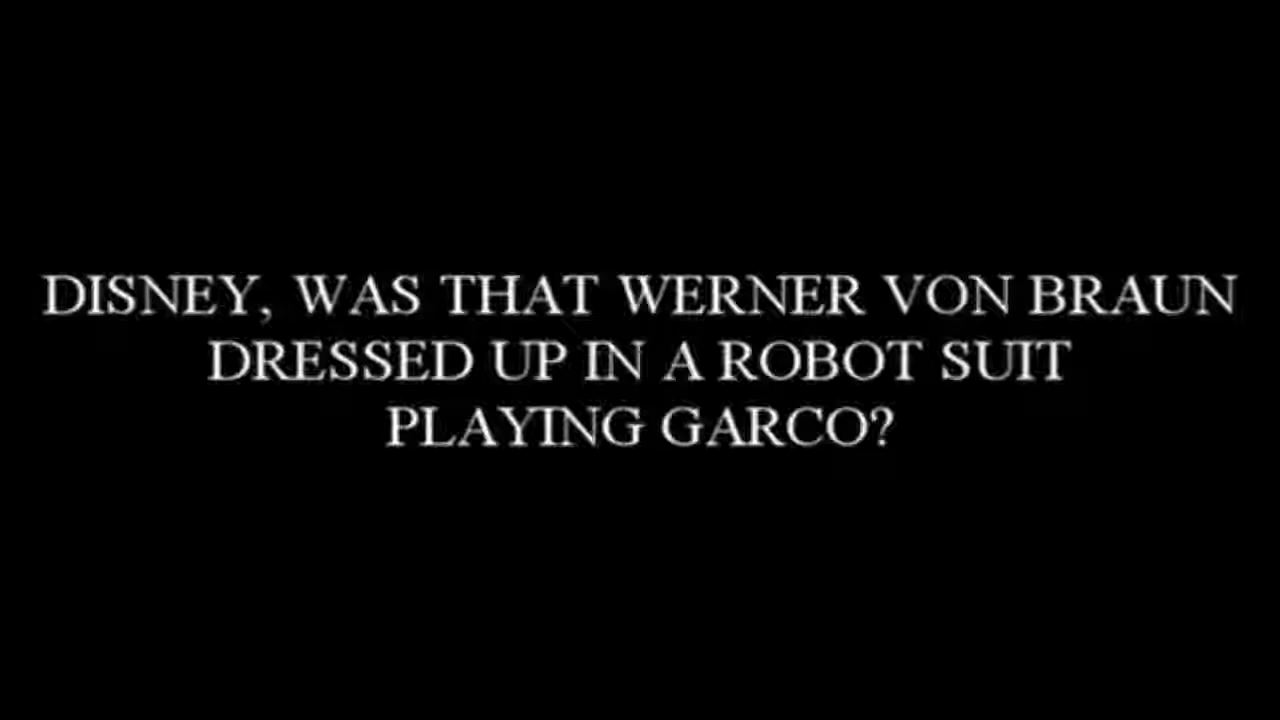 DISNEY, WAS THAT WERNER VON BRAUN
DRESSED UP IN A ROBOT SUIT
PLAYING GARCO?